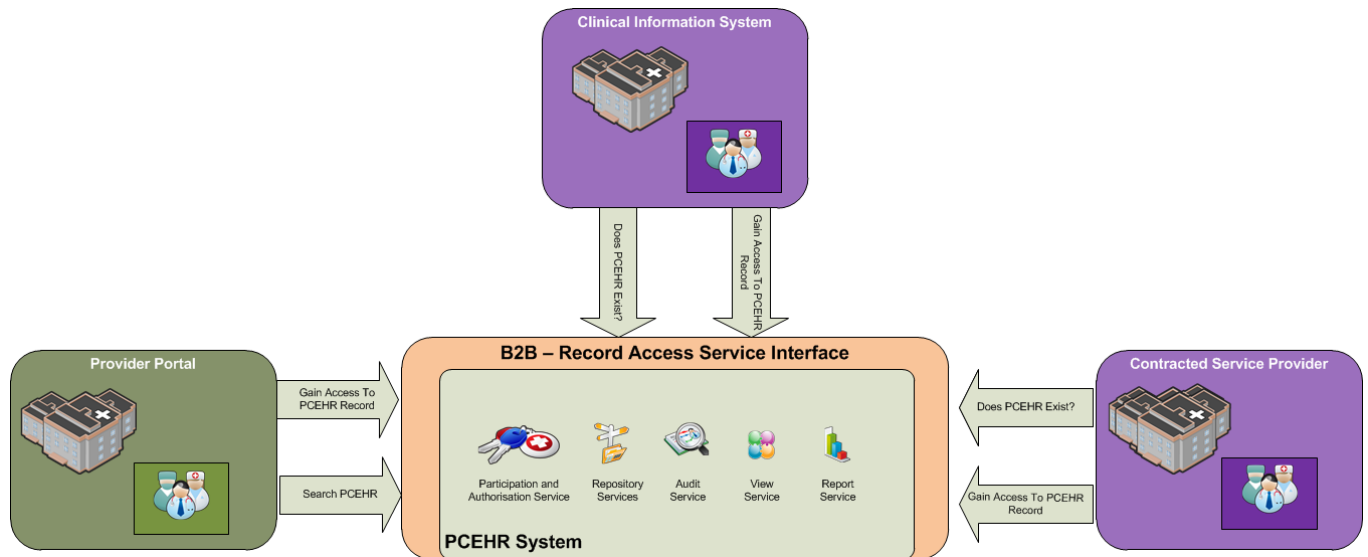 Clinical Information System
Does PCEHR Exist?
Gain Access To PCEHR
Record
B2B – Record Access Service Interface
Provider Portal
Gain Access To
PCEHR Record
Search PCEHR
Participation and
Authorisation Service
Repository
Services
Audit
Service
View
Service
Report
Service
PCEHR System
Contracted Service Provider
Does PCEHR Exist?
Gain Access To PCEHR
Record